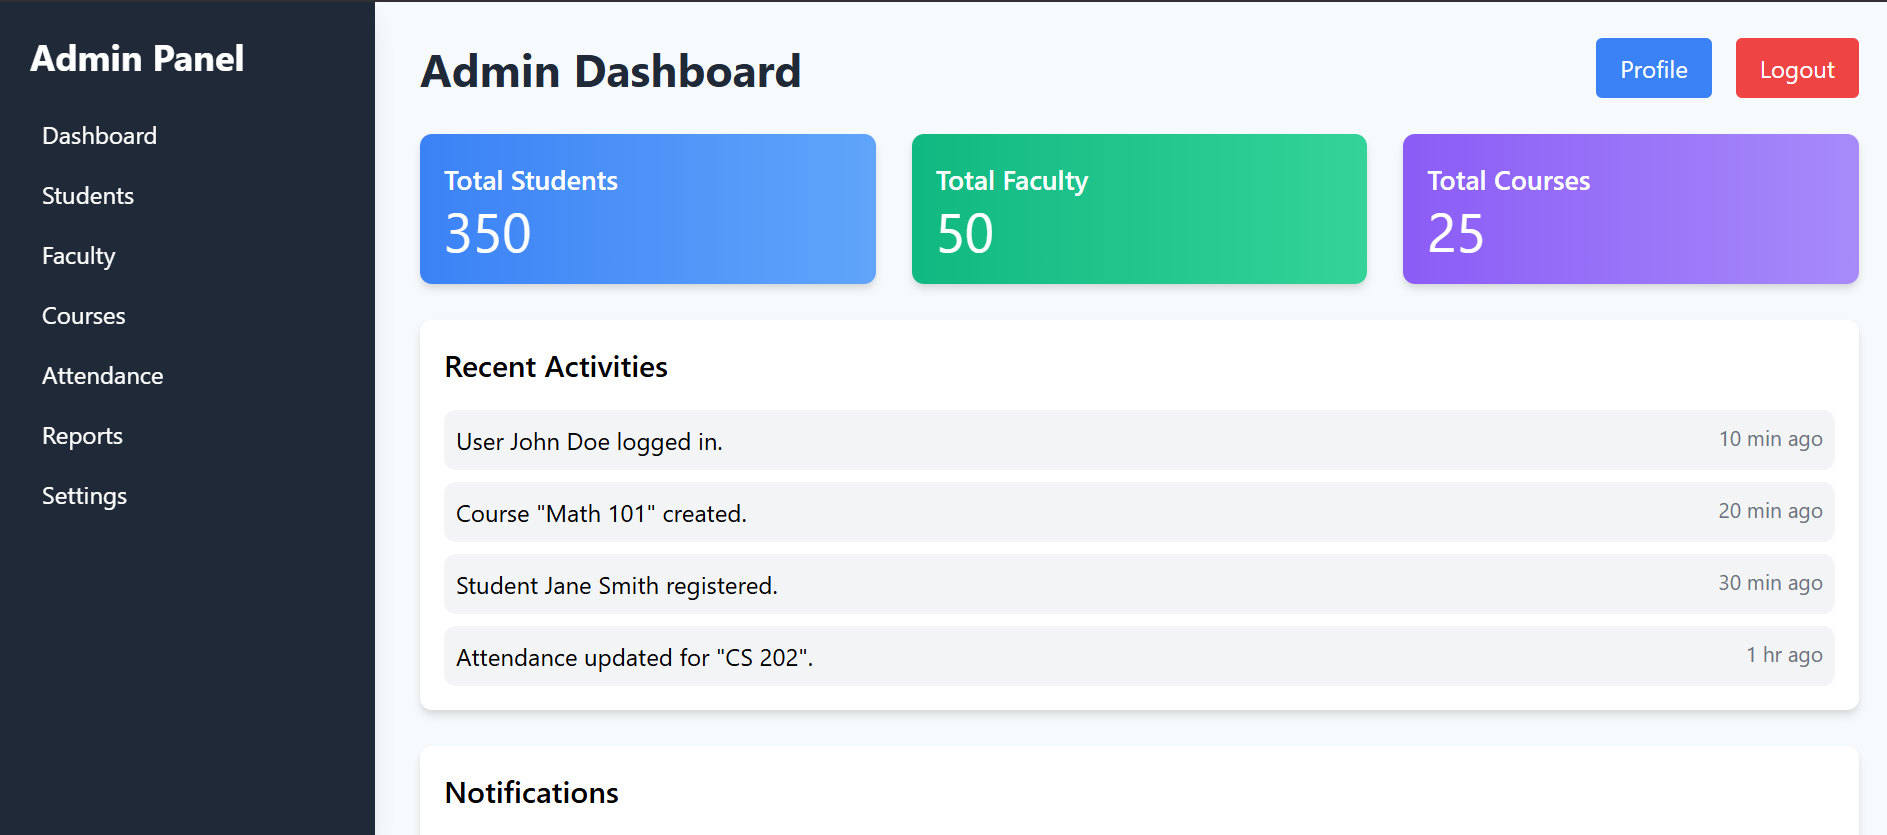 Admin Panel
Dashboard
Students
Faculty
Courses
Attendance
Reports
Settings
Admin Dashboard
Profile
Logout
Total Students
350
Total Faculty
50
Total Courses
25
Recent Activities
User John Doe logged in.
10 min ago
Course "Math 101" created.
20 min ago
Student Jane Smith registered.
30 min ago
Attendance updated for "CS 202".
1 hr ago
Notifications